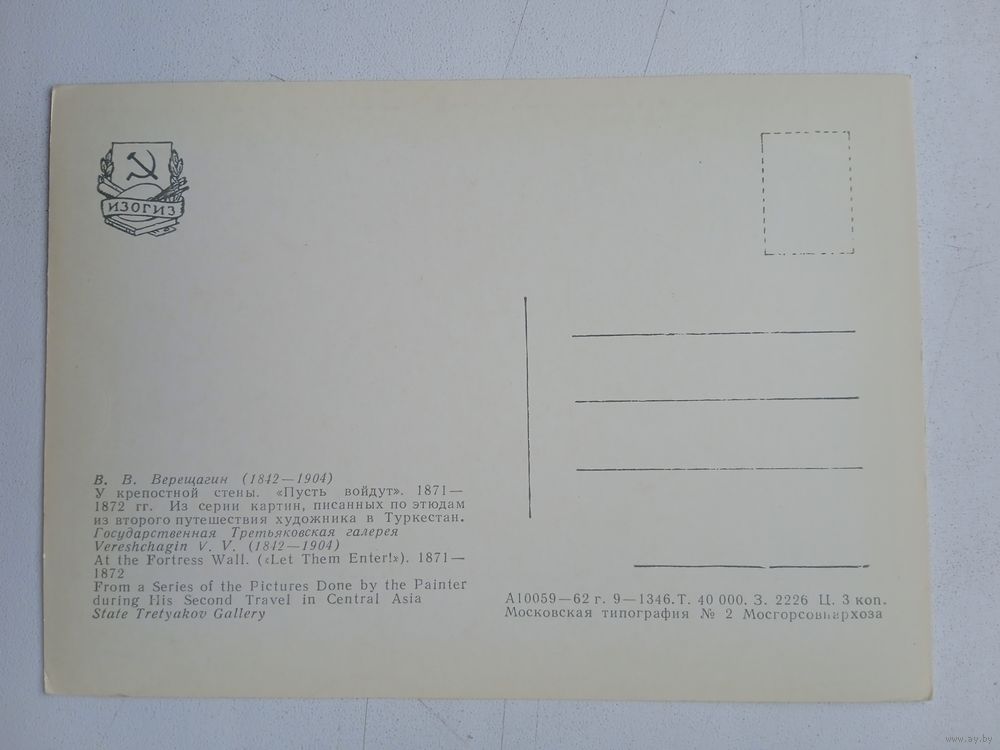 ИЗОГИЗ
В. В. Верещагин (1842—1904)
У крепостной стены. «Пусть войдут». 1871—
1872 гг. Из серии картин, писанных по этюдам
из второго путешествия художника в Туркестан.
Государственная Третьяковская галерея
Vereshchagin V. V. (1842—1904)
At the Fortress Wall. («Let Them Enter!»). 1871—
1872
From a Series of the Pictures Done by the Painter
during His Second Travel in Central Asia
State Tretyakov Gallery
А10059—62 г. 9—1346. Т. 40 000. З. 2226 Ц. 3 коп.
Московская типография № 2 Мосгорсовнархоза
www.ay.by